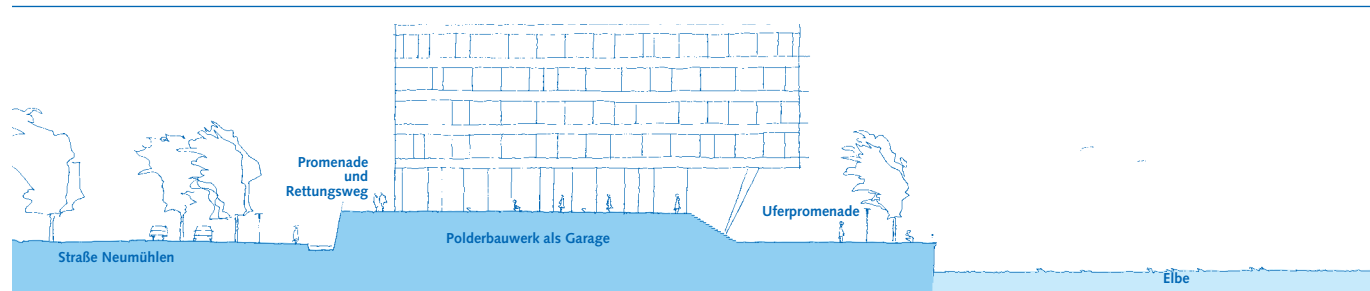 Promenade
und
Rettungsweg
Uferpromenade
Polderbauwerk als Garage
Straße Neumühlen
Elbe